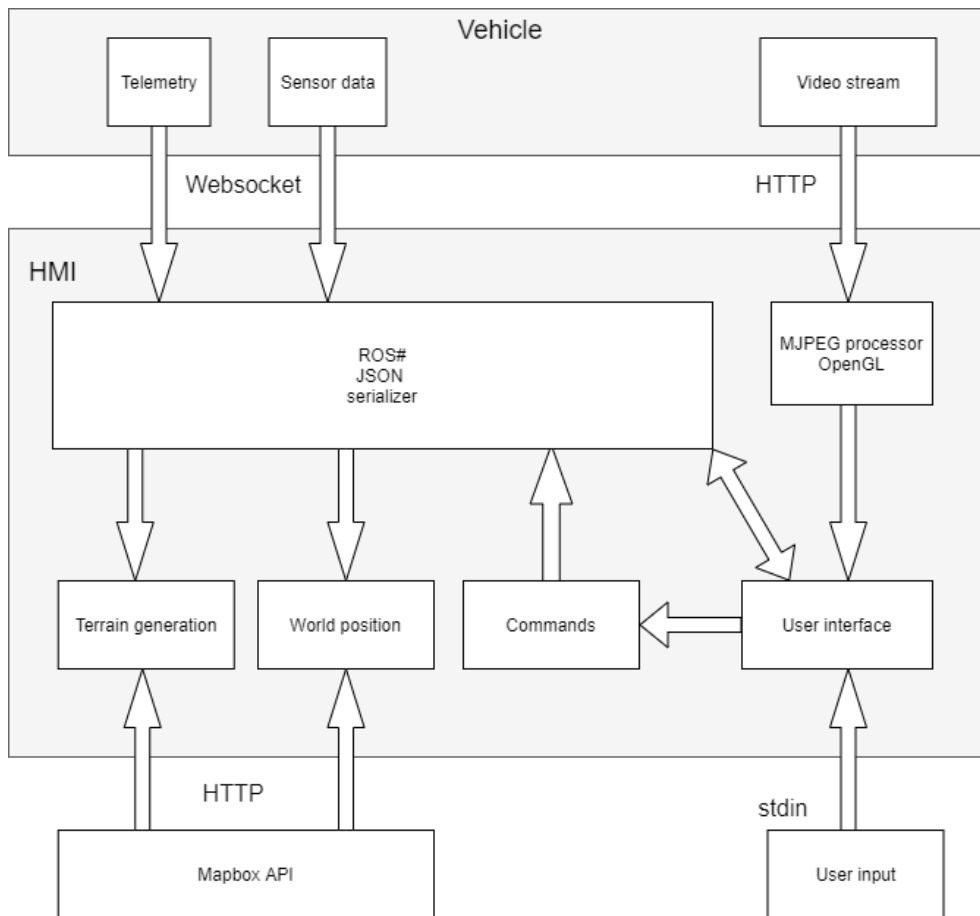 Vehicle
Telemetry
Sensor data
Video stream
Websocket
HTTP
HMI
ROS#
JSON
serializer
MJPEG processor
OpenGL
Terrain generation
World position
Commands
User interface
HTTP
stdin
Mapbox API
User input